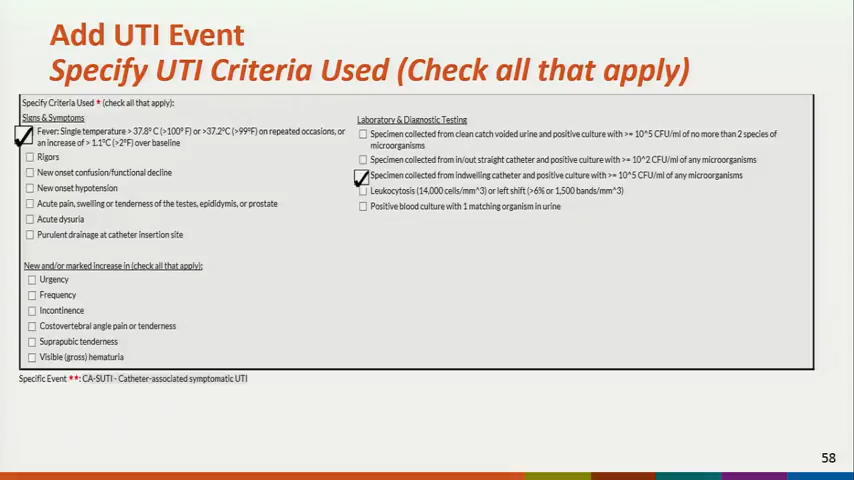 Add UTI Event
Specify UTI Criteria Used (Check all that apply)
Specify Criteria Used * (check all that apply):
Signs & Symptoms
Fever: Single temperature > 37.8° C (>100° F) or >37.2°C (>99°F) on repeated occasions, or
an increase of > 1.1°C (>2°F) over baseline
Rigors
New onset confusion/functional decline
New onset hypotension
Acute pain, swelling or tenderness of the testes, epididymis, or prostate
Acute dysuria
Purulent drainage at catheter insertion site
New and/or marked increase in (check all that apply):
Urgency
Frequency
Incontinence
Costovertebral angle pain or tenderness
Suprapubic tenderness
Visible (gross) hematuria
Laboratory & Diagnostic Testing
Specimen collected from clean catch voided urine and positive culture with >= 10^5 CFU/ml of no more than 2 species of
microorganisms
Specimen collected from in/out straight catheter and positive culture with >= 10^2 CFU/ml of any microorganisms
Specimen collected from indwelling catheter and positive culture with >= 10^5 CFU/ml of any microorganisms
Leukocytosis (14,000 cells/mm^3) or left shift (>6% or 1,500 bands/mm^3)
Positive blood culture with 1 matching organism in urine
Specific Event **: CA-SUTI - Catheter-associated symptomatic UTI
58